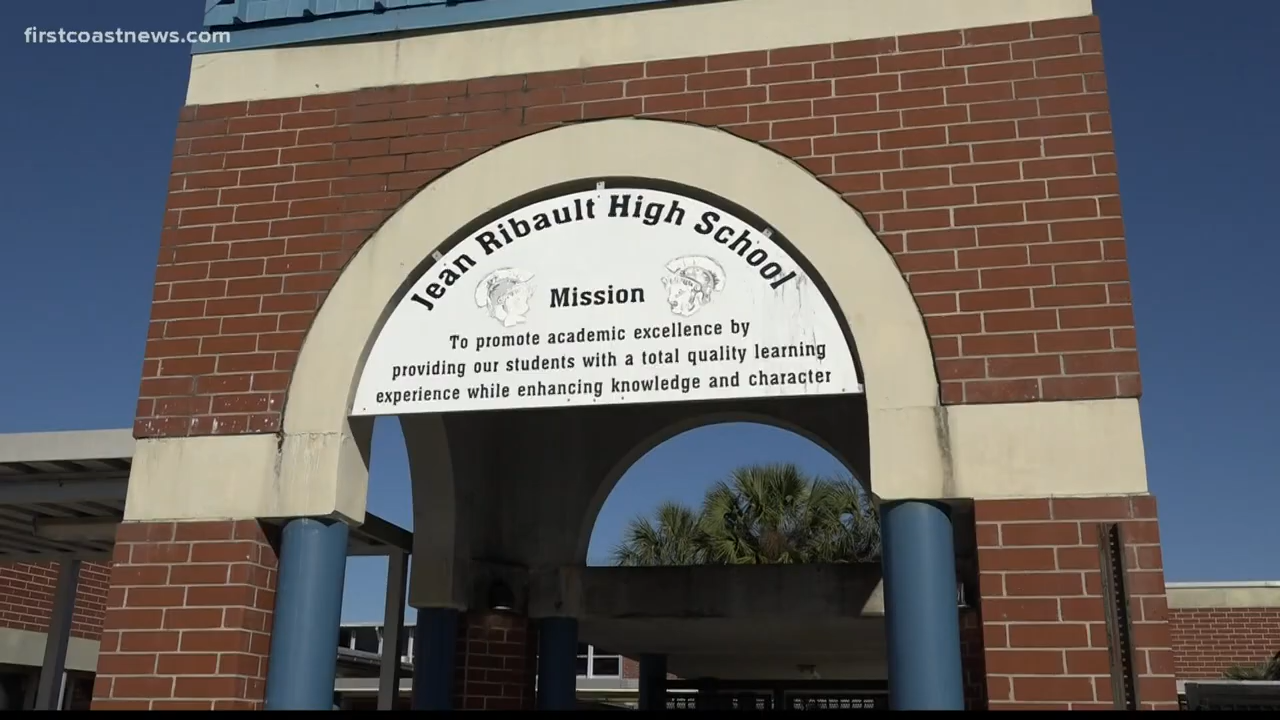 firstcoastnews.com
Jean Ribault High School
Mission
To promote academic excellence by
providing our students with a total quality learning
experience while enhancing knowledge and character